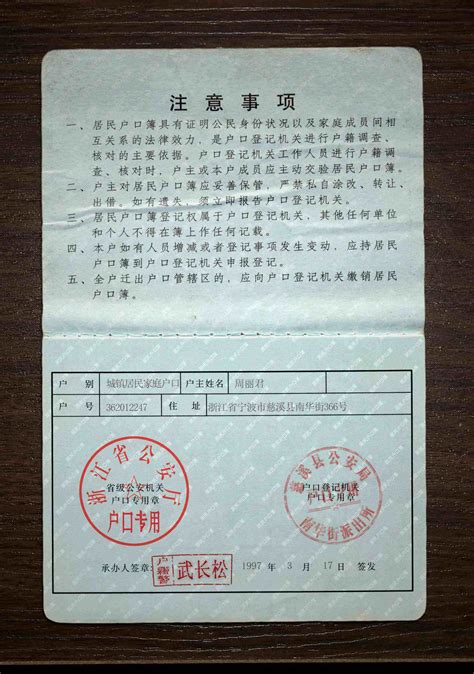 注意事项
一、居民户口簿具有证明公民身份状况以及家庭成员间相
互关系的法律效力，是户口登记机关进行户籍调查、
核对的主要依据。户口登记机关工作人员进行户籍调
查、核对时，户主或本户成员应主动交验居民户口簿。
二、户主对居民户口簿应妥善保管，严禁私自涂改、转让、
出借。如有遗失，须立即报告户口登记机关。
三、居民户口簿登记权属于户口登记机关，其他任何单位
和个人不得在簿上作任何记载。
四、本户如有人员增减或者登记事项发生变动，应持居民
户口簿到户口登记机关申报登记。
五、全户迁出户口管辖区的，应向户口登记机关缴销居民
户口簿。
户别 城镇居民家庭户口 户主姓名 周丽君
户号 362012247 住址 浙江省宁波市慈溪县南华街366号
浙江省公安厅
省级公安机关
户口专用章
户口专用
慈溪县公安局
户口登记机关
户口专用章
南华街派出所
承办人签章: 户籍警 武长松 1997年3月17日签发